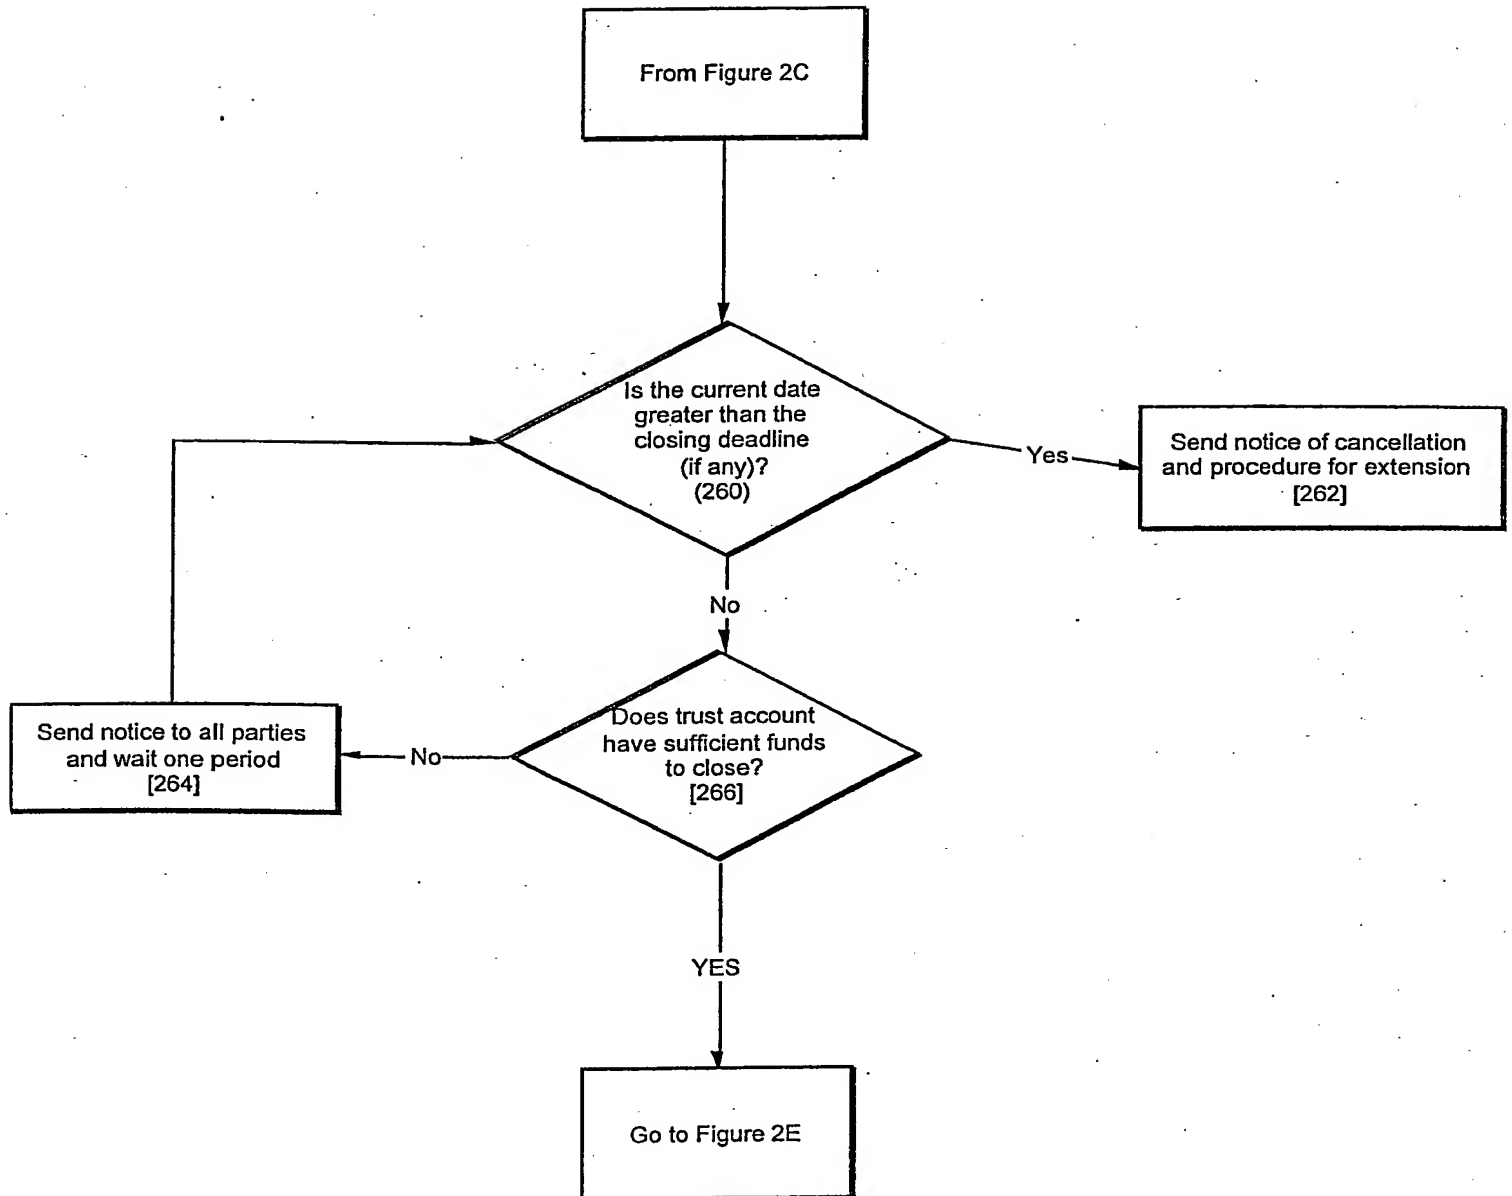 From Figure 2C
Is the current date
greater than the
closing deadline
(if any)?
(260)
Yes
Send notice of cancellation
and procedure for extension
[262]
No
Does trust account
have sufficient funds
to close?
[266]
No
Send notice to all parties
and wait one period
[264]
YES
Go to Figure 2E